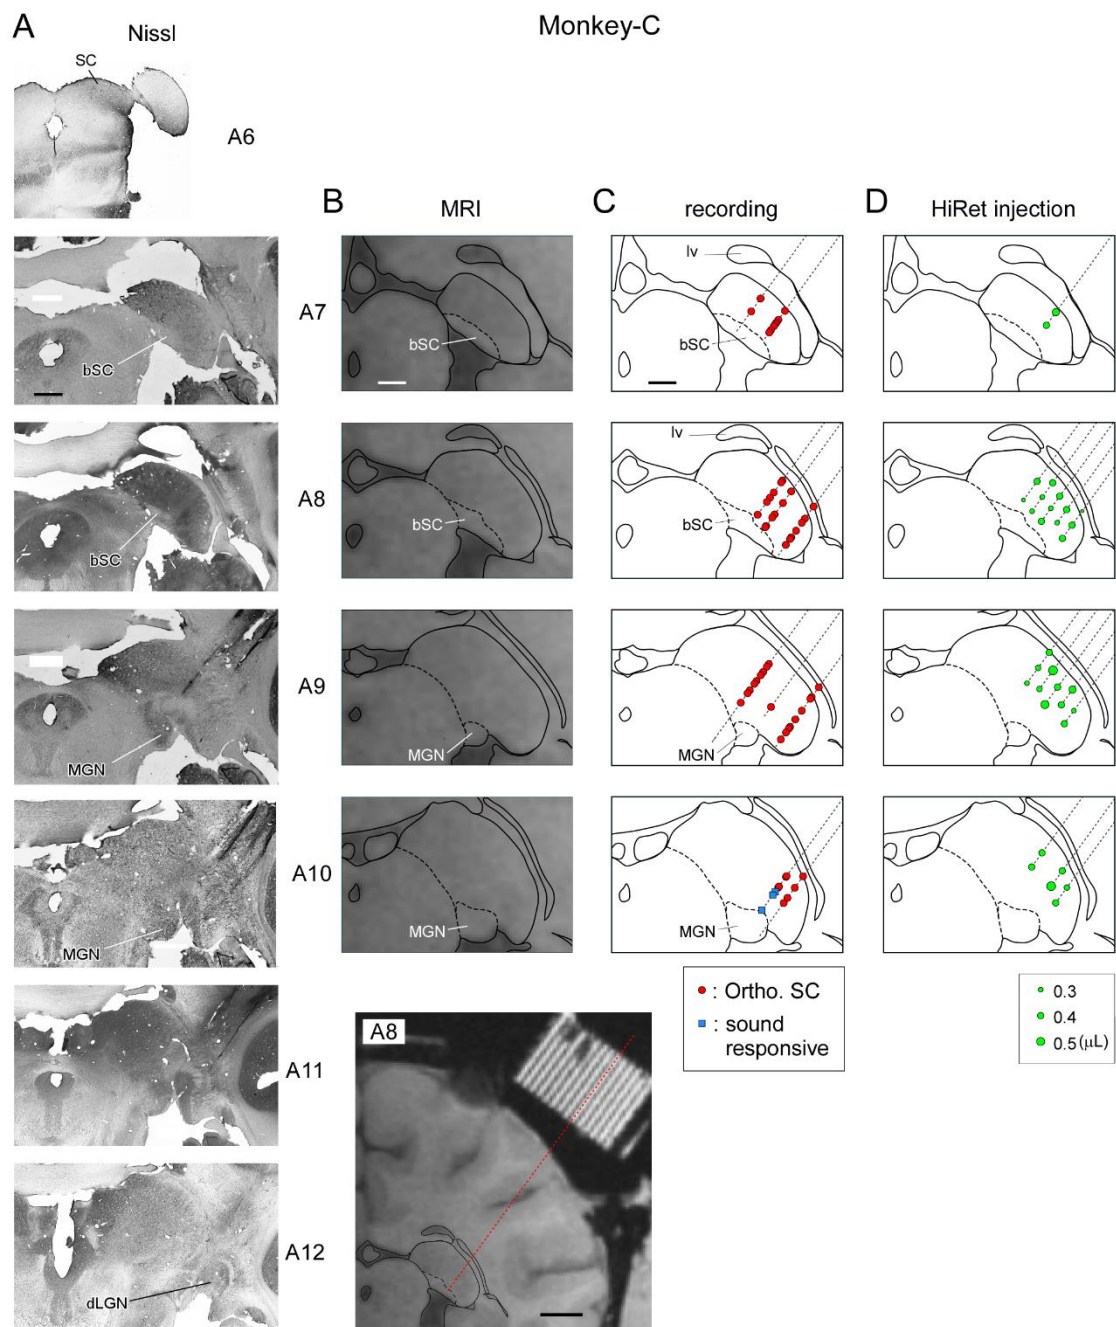 Monkey-C
A
Nissl
SC
A6
bSC
A7
bSC
A8
MGN
A9
MGN
A10
A11
dLGN
A12
B
MRI
bSC
bSC
MGN
MGN
A8
C
recording
lv
bSC
lv
bSC
MGN
MGN
: Ortho. SC
: sound
responsive
D
HiRet injection
0.3
0.4
0.5 (μL)